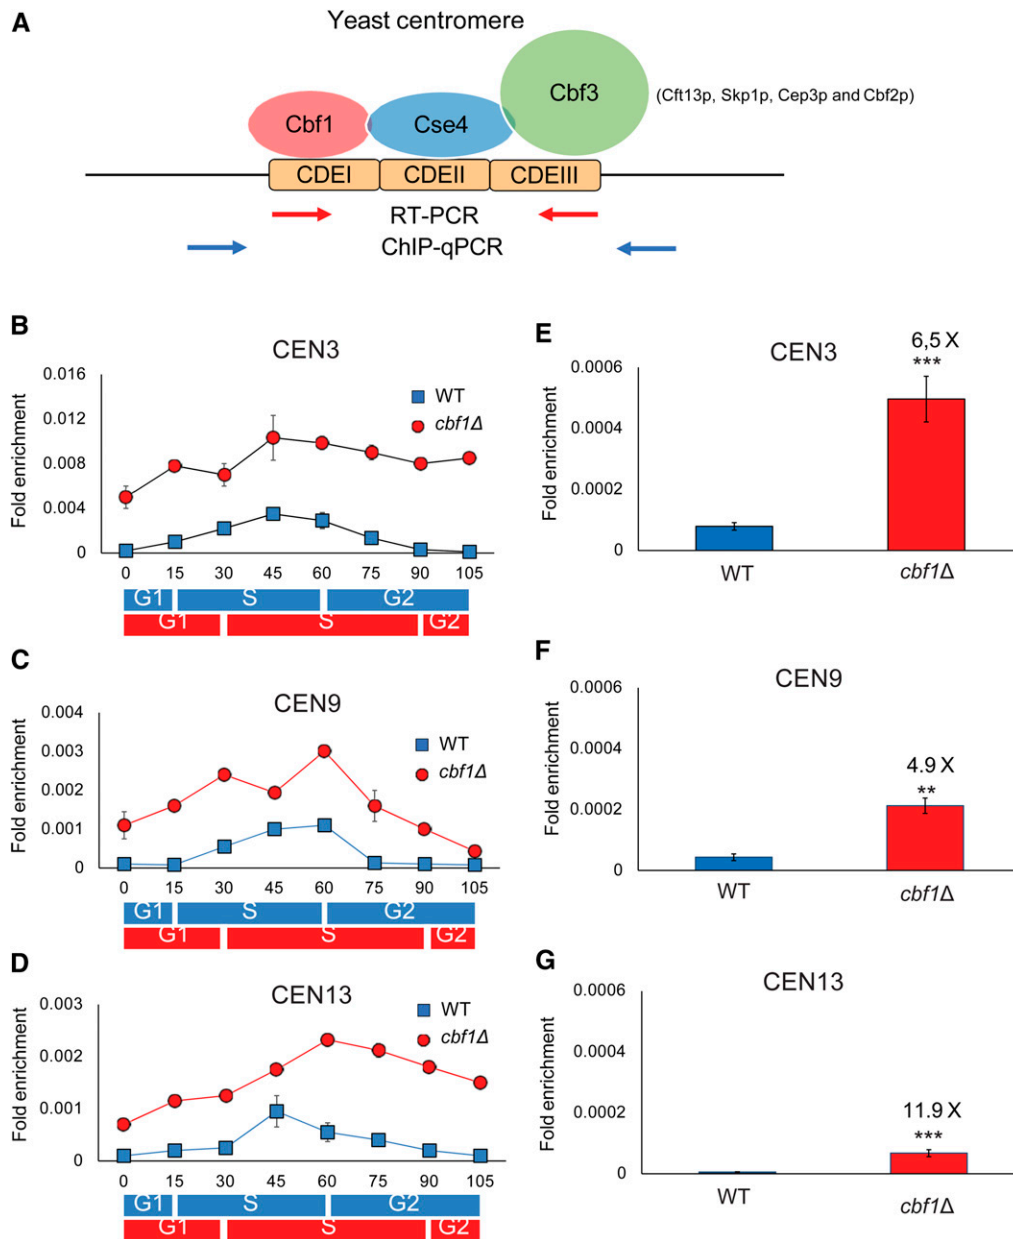 A
Yeast centromere
Cbf1
Cse4
Cbf3
(Cft13p, Skp1p, Cep3p and Cbf2p)
CDEI
CDEII
CDEIII
RT-PCR
ChIP-qPCR
B
CEN3
Fold enrichment
0.016
0.012
0.008
0.004
0
WT
cbf1Δ
0 15 30 45 60 75 90 105
G1 S G2
G1 S G2
E
CEN3
Fold enrichment
0.0006
0.0004
0.0002
0
6,5 X
***
WT
cbf1Δ
C
CEN9
Fold enrichment
0.004
0.003
0.002
0.001
0
WT
cbf1Δ
0 15 30 45 60 75 90 105
G1 S G2
G1 S G2
F
CEN9
Fold enrichment
0.0006
0.0004
0.0002
0
4.9 X
**
WT
cbf1Δ
D
CEN13
Fold enrichment
0.003
0.002
0.001
0
WT
cbf1Δ
0 15 30 45 60 75 90 105
G1 S G2
G1 S G2
G
CEN13
Fold enrichment
0.0006
0.0004
0.0002
0
11.9 X
***
WT
cbf1Δ